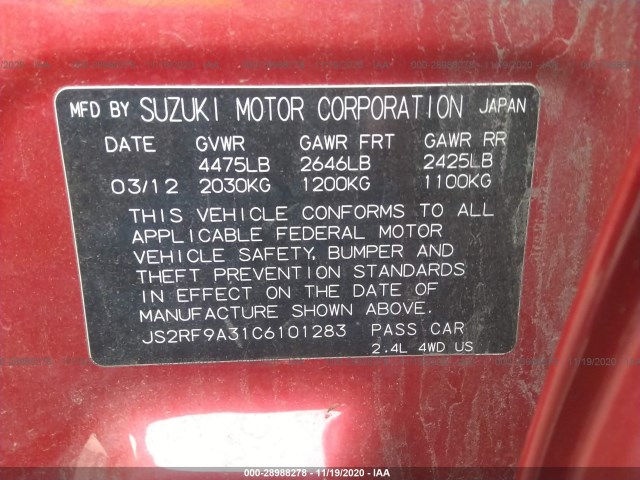 MFD BY SUZUKI MOTOR CORPORATION JAPAN
DATE GVWR GAWR FRT GAWR RR
4475LB 2646LB 2425LB
03/12 2030KG 1200KG 1100KG
THIS VEHICLE CONFORMS TO ALL
APPLICABLE FEDERAL MOTOR
VEHICLE SAFETY, BUMPER AND
THEFT PREVENTION STANDARDS
IN EFFECT ON THE DATE OF
MANUFACTURE SHOWN ABOVE.
JS2RF9A31C6101283 PASS CAR
2.4L 4WD US
000-28988278 - 11/19/2020 - IAA